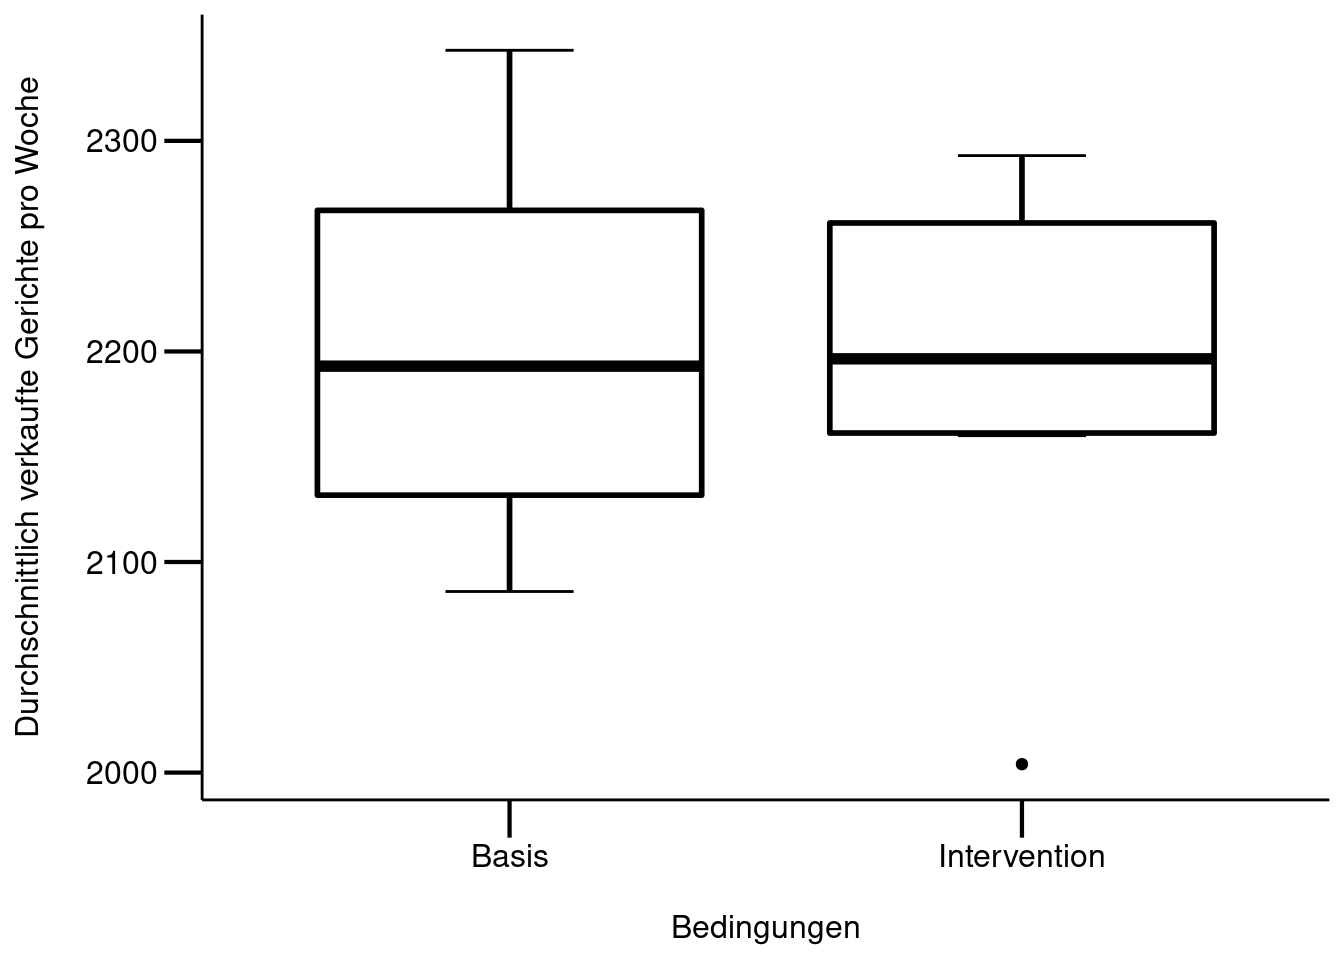 Durchschnittlich verkaufte Gerichte pro Woche
2300
2200
2100
2000
Basis
Intervention
Bedingungen